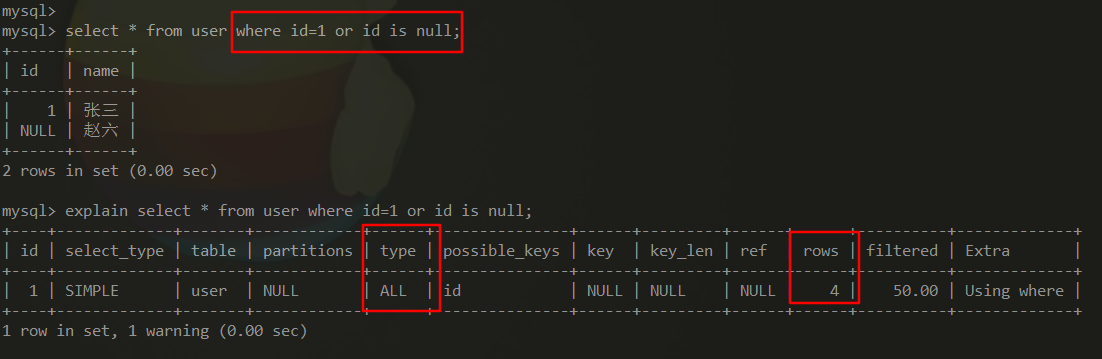 mysql>
mysql> select * from user where id=1 or id is null;
+------+------+
| id   | name |
+------+------+
|    1 | 张三 |
| NULL | 赵六 |
+------+------+
2 rows in set (0.00 sec)
mysql> explain select * from user where id=1 or id is null;
+----+-------------+-------+------------+------+---------------+------+---------+------+------+----------+-------------+
| id | select_type | table | partitions | type | possible_keys | key  | key_len | ref  | rows | filtered | Extra       |
+----+-------------+-------+------------+------+---------------+------+---------+------+------+----------+-------------+
|  1 | SIMPLE      | user  | NULL       | ALL  | id            | NULL | NULL    | NULL |    4 |    50.00 | Using where |
+----+-------------+-------+------------+------+---------------+------+---------+------+------+----------+-------------+
1 row in set, 1 warning (0.00 sec)